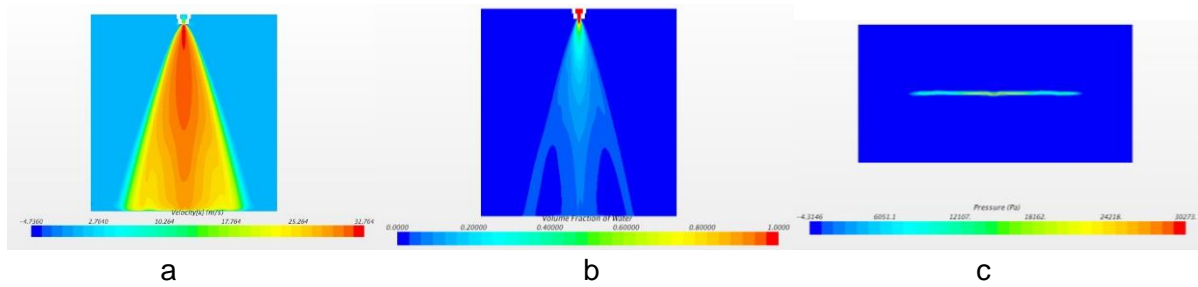 Velocity[k] (m/s)
-4.7360 2.7640 10.264 17.764 25.264 32.764
Volume Fraction of Water
0.0000 0.20000 0.40000 0.60000 0.80000 1.0000
Pressure (Pa)
-4.3146 6051.1 12107. 18162. 24218. 30273.
a b c